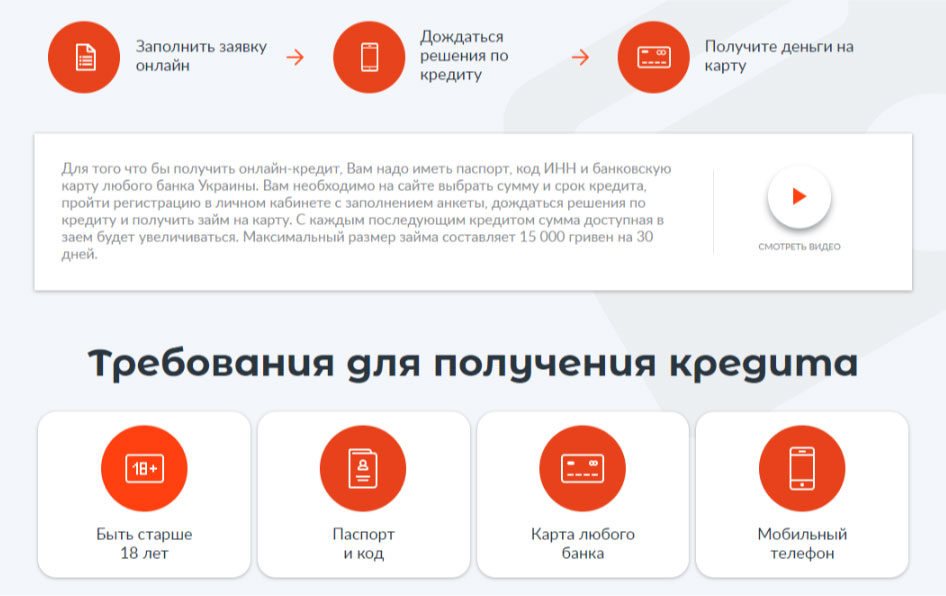 Заполнить заявку
онлайн
Дождаться
решения по
кредиту
Получите деньги на
карту
Для того что бы получить онлайн-кредит, Вам надо иметь паспорт, код ИНН и банковскую
карту любого банка Украины. Вам необходимо на сайте выбрать сумму и срок кредита,
пройти регистрацию в личном кабинете с заполнением анкеты, дождаться решения по
кредиту и получить займ на карту. С каждым последующим кредитом сумма доступная в
заем будет увеличиваться. Максимальный размер займа составляет 15 000 гривен на 30
дней.
СМОТРЕТЬ ВИДЕО
Требования для получения кредита
18+
Быть старше
18 лет
Паспорт
и код
Карта любого
банка
Мобильный
телефон